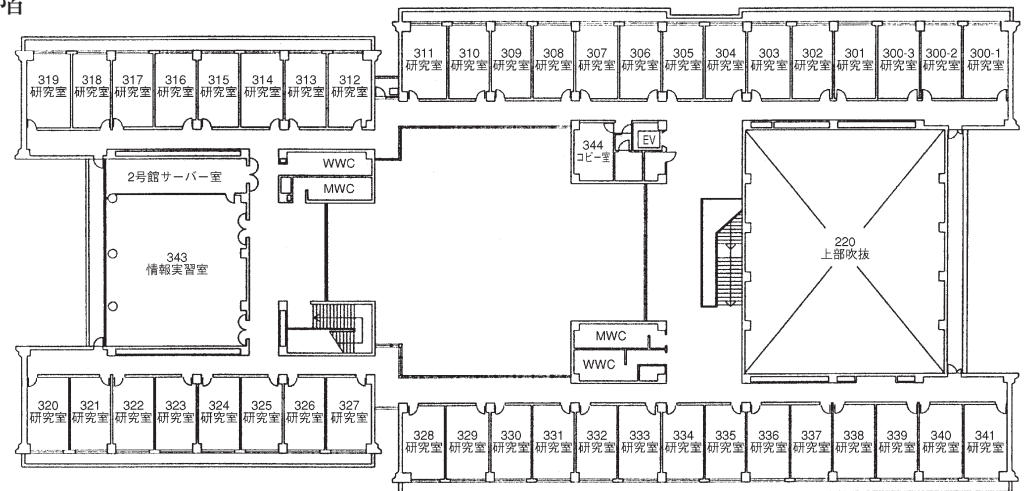 階
311
研究室
310
研究室
309
研究室
308
研究室
307
研究室
306
研究室
305
研究室
304
研究室
303
研究室
302
研究室
301
研究室
300-3
研究室
300-2
研究室
300-1
研究室
319
研究室
318
研究室
317
研究室
316
研究室
315
研究室
314
研究室
313
研究室
312
研究室
344
コピー室
EV
WWC
MWC
2号館サーバー室
343
情報実習室
220
上部吹抜
MWC
WWC
320
研究室
321
研究室
322
研究室
323
研究室
324
研究室
325
研究室
326
研究室
327
研究室
328
研究室
329
研究室
330
研究室
331
研究室
332
研究室
333
研究室
334
研究室
335
研究室
336
研究室
337
研究室
338
研究室
339
研究室
340
研究室
341
研究室